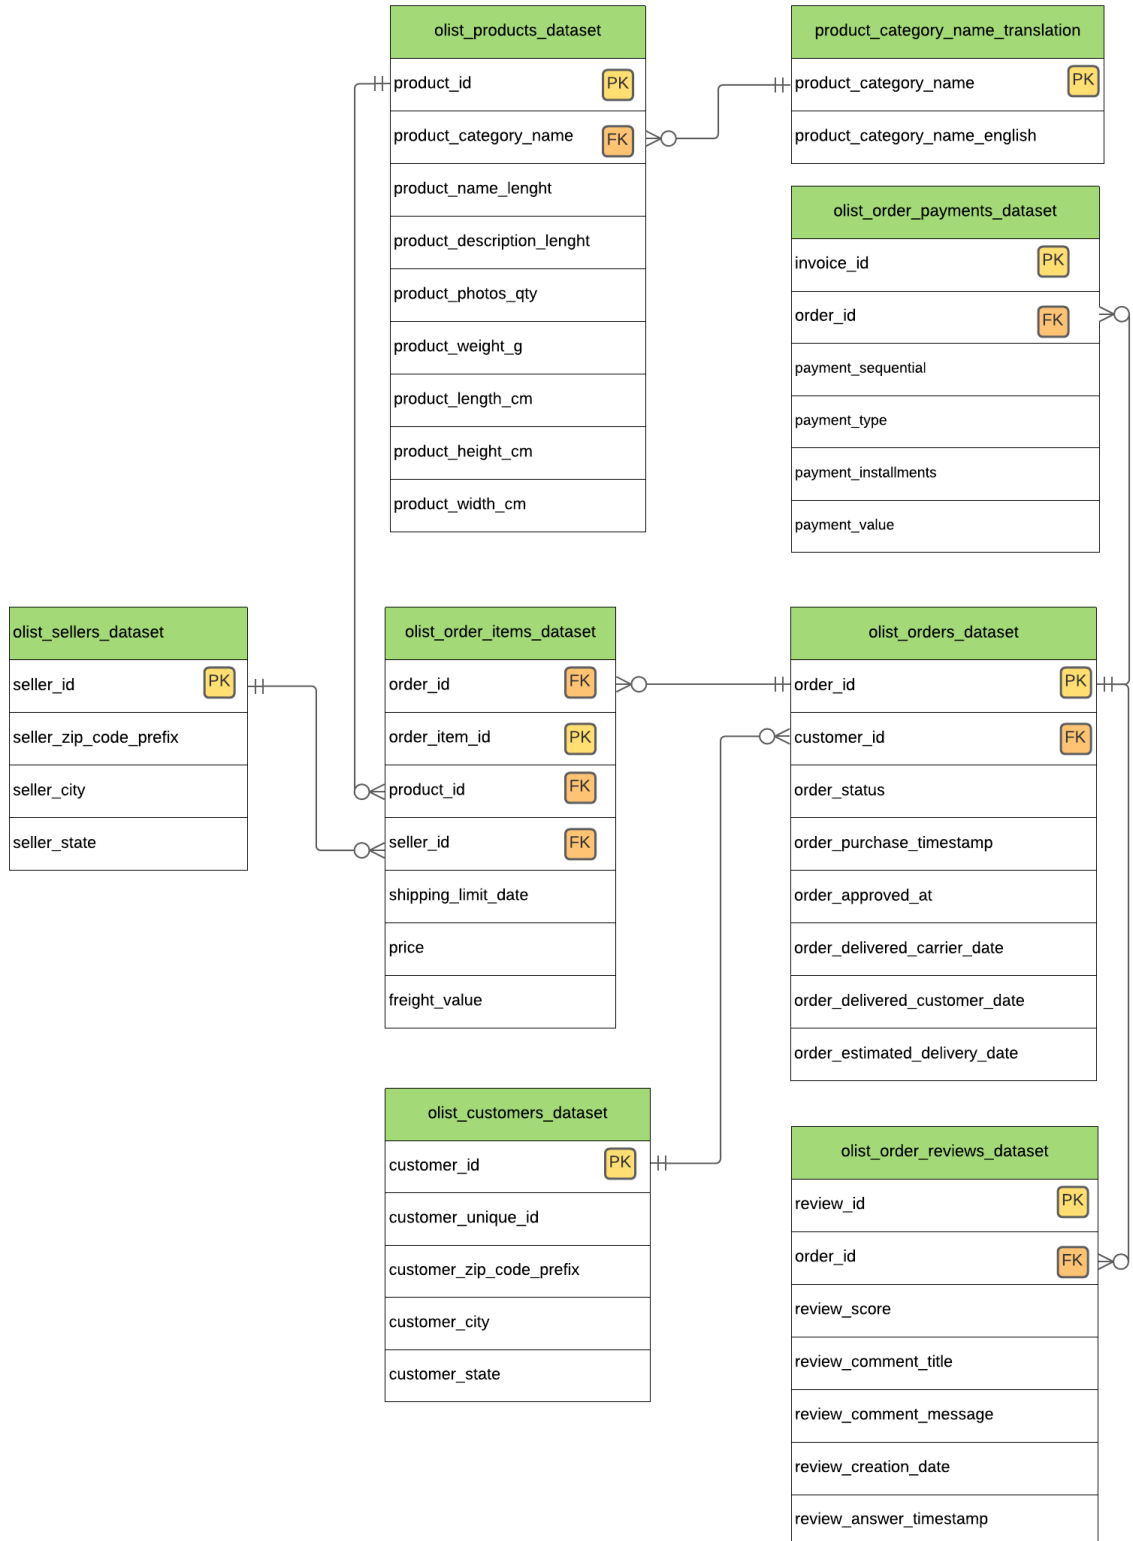 olist_products_dataset
product_id PK
product_category_name FK
product_name_lenght
product_description_lenght
product_photos_qty
product_weight_g
product_length_cm
product_height_cm
product_width_cm
product_category_name_translation
product_category_name PK
product_category_name_english
olist_order_payments_dataset
invoice_id PK
order_id FK
payment_sequential
payment_type
payment_installments
payment_value
olist_sellers_dataset
seller_id PK
seller_zip_code_prefix
seller_city
seller_state
olist_order_items_dataset
order_id FK
order_item_id PK
product_id FK
seller_id FK
shipping_limit_date
price
freight_value
olist_orders_dataset
order_id PK
customer_id FK
order_status
order_purchase_timestamp
order_approved_at
order_delivered_carrier_date
order_delivered_customer_date
order_estimated_delivery_date
olist_customers_dataset
customer_id PK
customer_unique_id
customer_zip_code_prefix
customer_city
customer_state
olist_order_reviews_dataset
review_id PK
order_id FK
review_score
review_comment_title
review_comment_message
review_creation_date
review_answer_timestamp